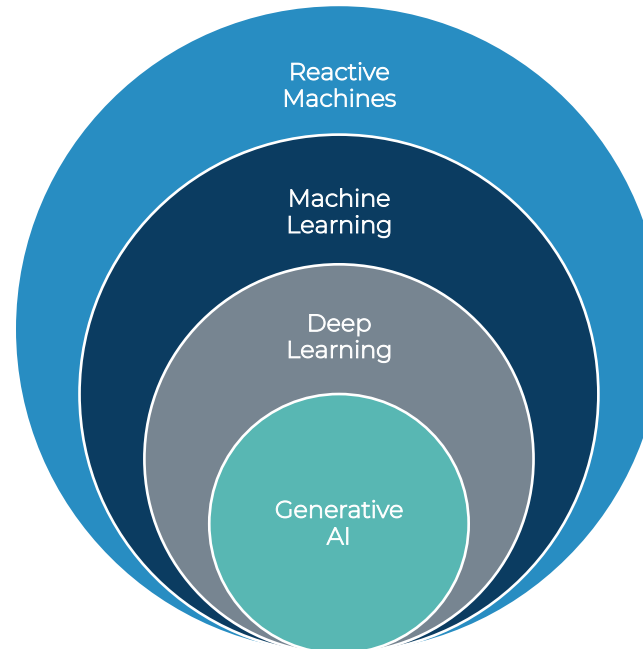 Reactive
Machines
Machine
Learning
Deep
Learning
Generative
AI